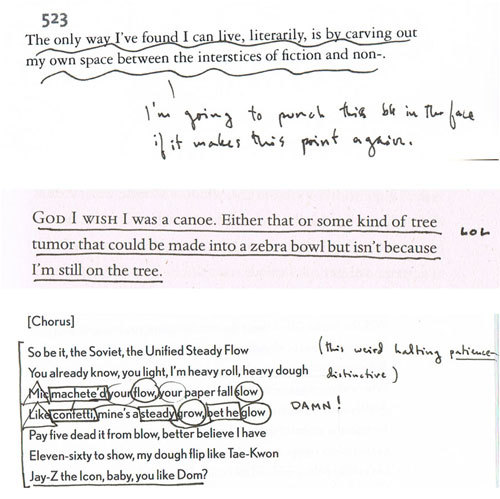 523
The only way I've found I can live, literarily, is by carving out
my own space between the interstices of fiction and non-.
I'm going to punch this bk in the face
if it makes this point again.
GOD I WISH I was a canoe. Either that or some kind of tree
tumor that could be made into a zebra bowl but isn't because
I'm still on the tree.
LOL
[Chorus]
So be it, the Soviet, the Unified Steady Flow
You already know, you light, I'm heavy roll, heavy dough
Mic machete'd your flow, your paper fall slow
Like confetti, mine's a steady grow, bet he glow
Pay five dead it from blow, better believe I have
Eleven-sixty to show, my dough flip like Tae-Kwon
Jay-Z the Icon, baby, you like Dom?
(this weird halting patience
distinctive)
DAMN!